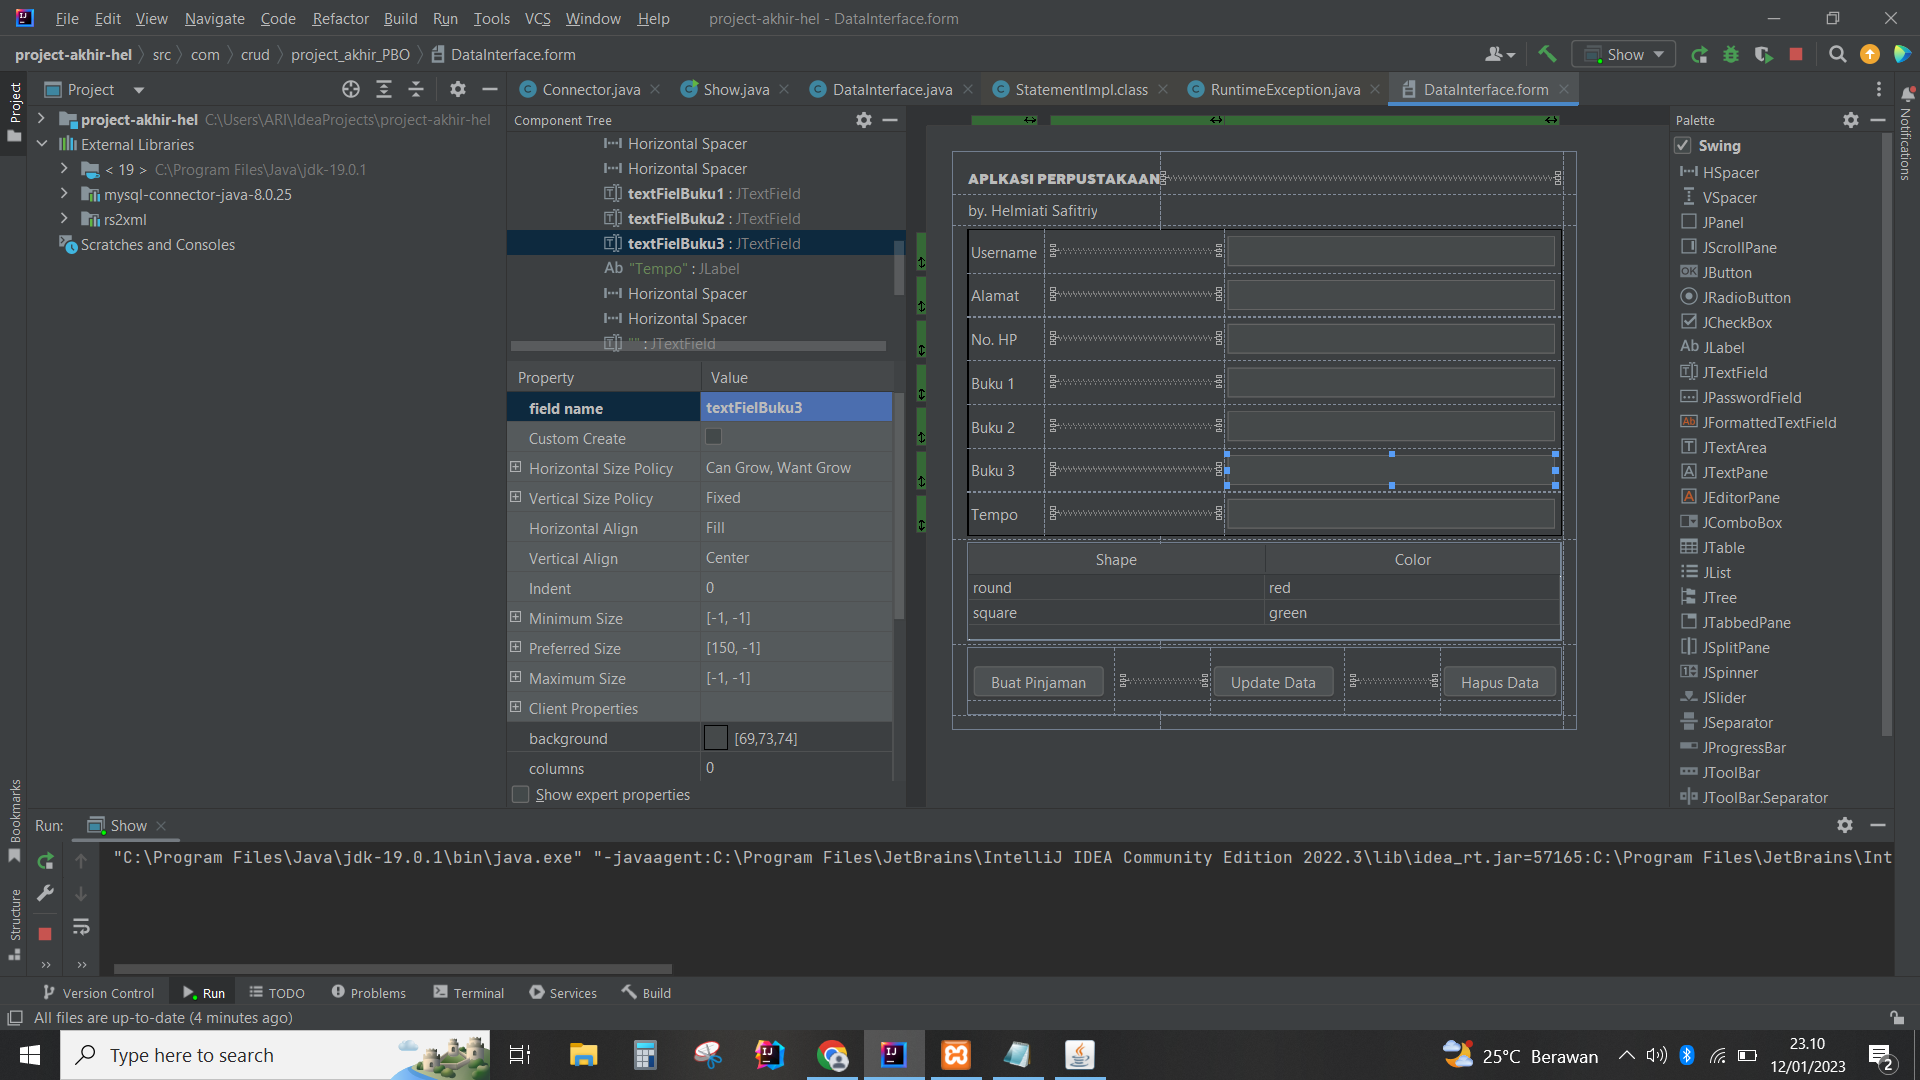 File Edit View Navigate Code Refactor Build Run Tools VCS Window Help project-akhir-hel - DataInterface.form
project-akhir-hel src com crud project_akhir_PBO DataInterface.form
Show
Project
Project
Connector.java Show.java DataInterface.java StatementImpl.class RuntimeException.java DataInterface.form
Notifications
project-akhir-hel C:\Users\ARI\IdeaProjects\project-akhir-hel
External Libraries
< 19 > C:\Program Files\Java\jdk-19.0.1
mysql-connector-java-8.0.25
rs2xml
Scratches and Consoles
Component Tree
Horizontal Spacer
Horizontal Spacer
textFielBuku1 : JTextField
textFielBuku2 : JTextField
textFielBuku3 : JTextField
Ab "Tempo" : JLabel
Horizontal Spacer
Horizontal Spacer
"" : JTextField
Property Value
field name textFielBuku3
Custom Create
Horizontal Size Policy Can Grow, Want Grow
Vertical Size Policy Fixed
Horizontal Align Fill
Vertical Align Center
Indent 0
Minimum Size [-1, -1]
Preferred Size [150, -1]
Maximum Size [-1, -1]
Client Properties
background [69,73,74]
columns 0
Show expert properties
APLKASI PERPUSTAKAAN
by. Helmiati Safitriy
Username
Alamat
No. HP
Buku 1
Buku 2
Buku 3
Tempo
Shape Color
round red
square green
Buat Pinjaman Update Data Hapus Data
Palette
Swing
HSpacer
VSpacer
JPanel
JScrollPane
OK JButton
JRadioButton
JCheckBox
Ab JLabel
JTextField
JPasswordField
Ab JFormattedTextField
JTextArea
JTextPane
JEditorPane
JComboBox
JTable
JList
JTree
JTabbedPane
JSplitPane
JSpinner
JSlider
JSeparator
JProgressBar
JToolBar
JToolBar.Separator
Bookmarks
Structure
Run: Show
"C:\Program Files\Java\jdk-19.0.1\bin\java.exe" "-javaagent:C:\Program Files\JetBrains\IntelliJ IDEA Community Edition 2022.3\lib\idea_rt.jar=57165:C:\Program Files\JetBrains\Int
Version Control Run TODO Problems Terminal Services Build
All files are up-to-date (4 minutes ago)
Type here to search
25°C Berawan
23.10
12/01/2023
2